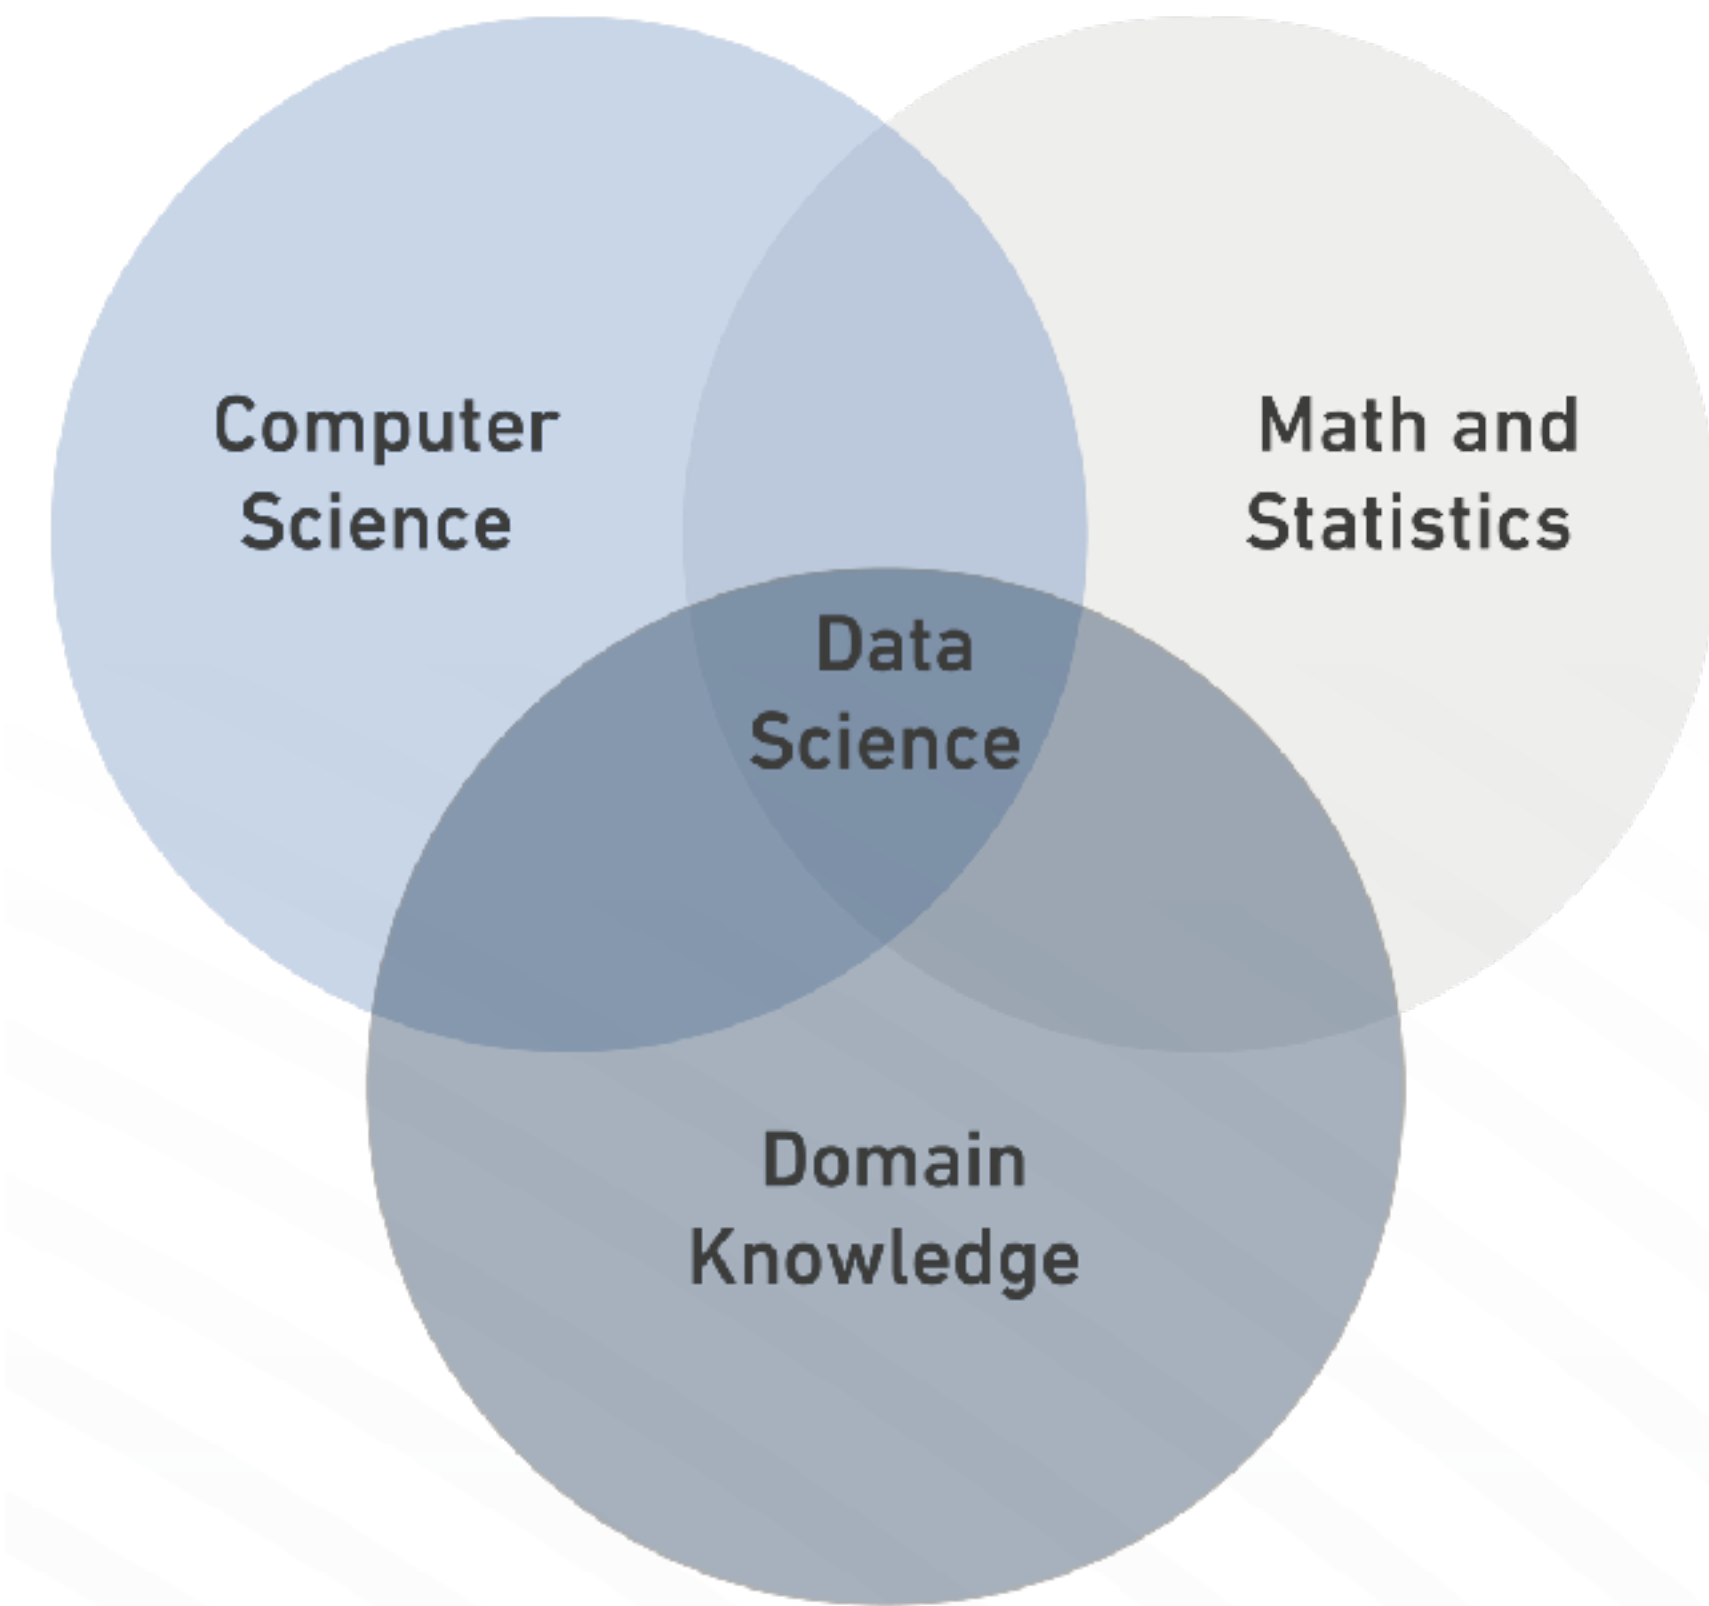 Computer
Science
Math and
Statistics
Data
Science
Domain
Knowledge